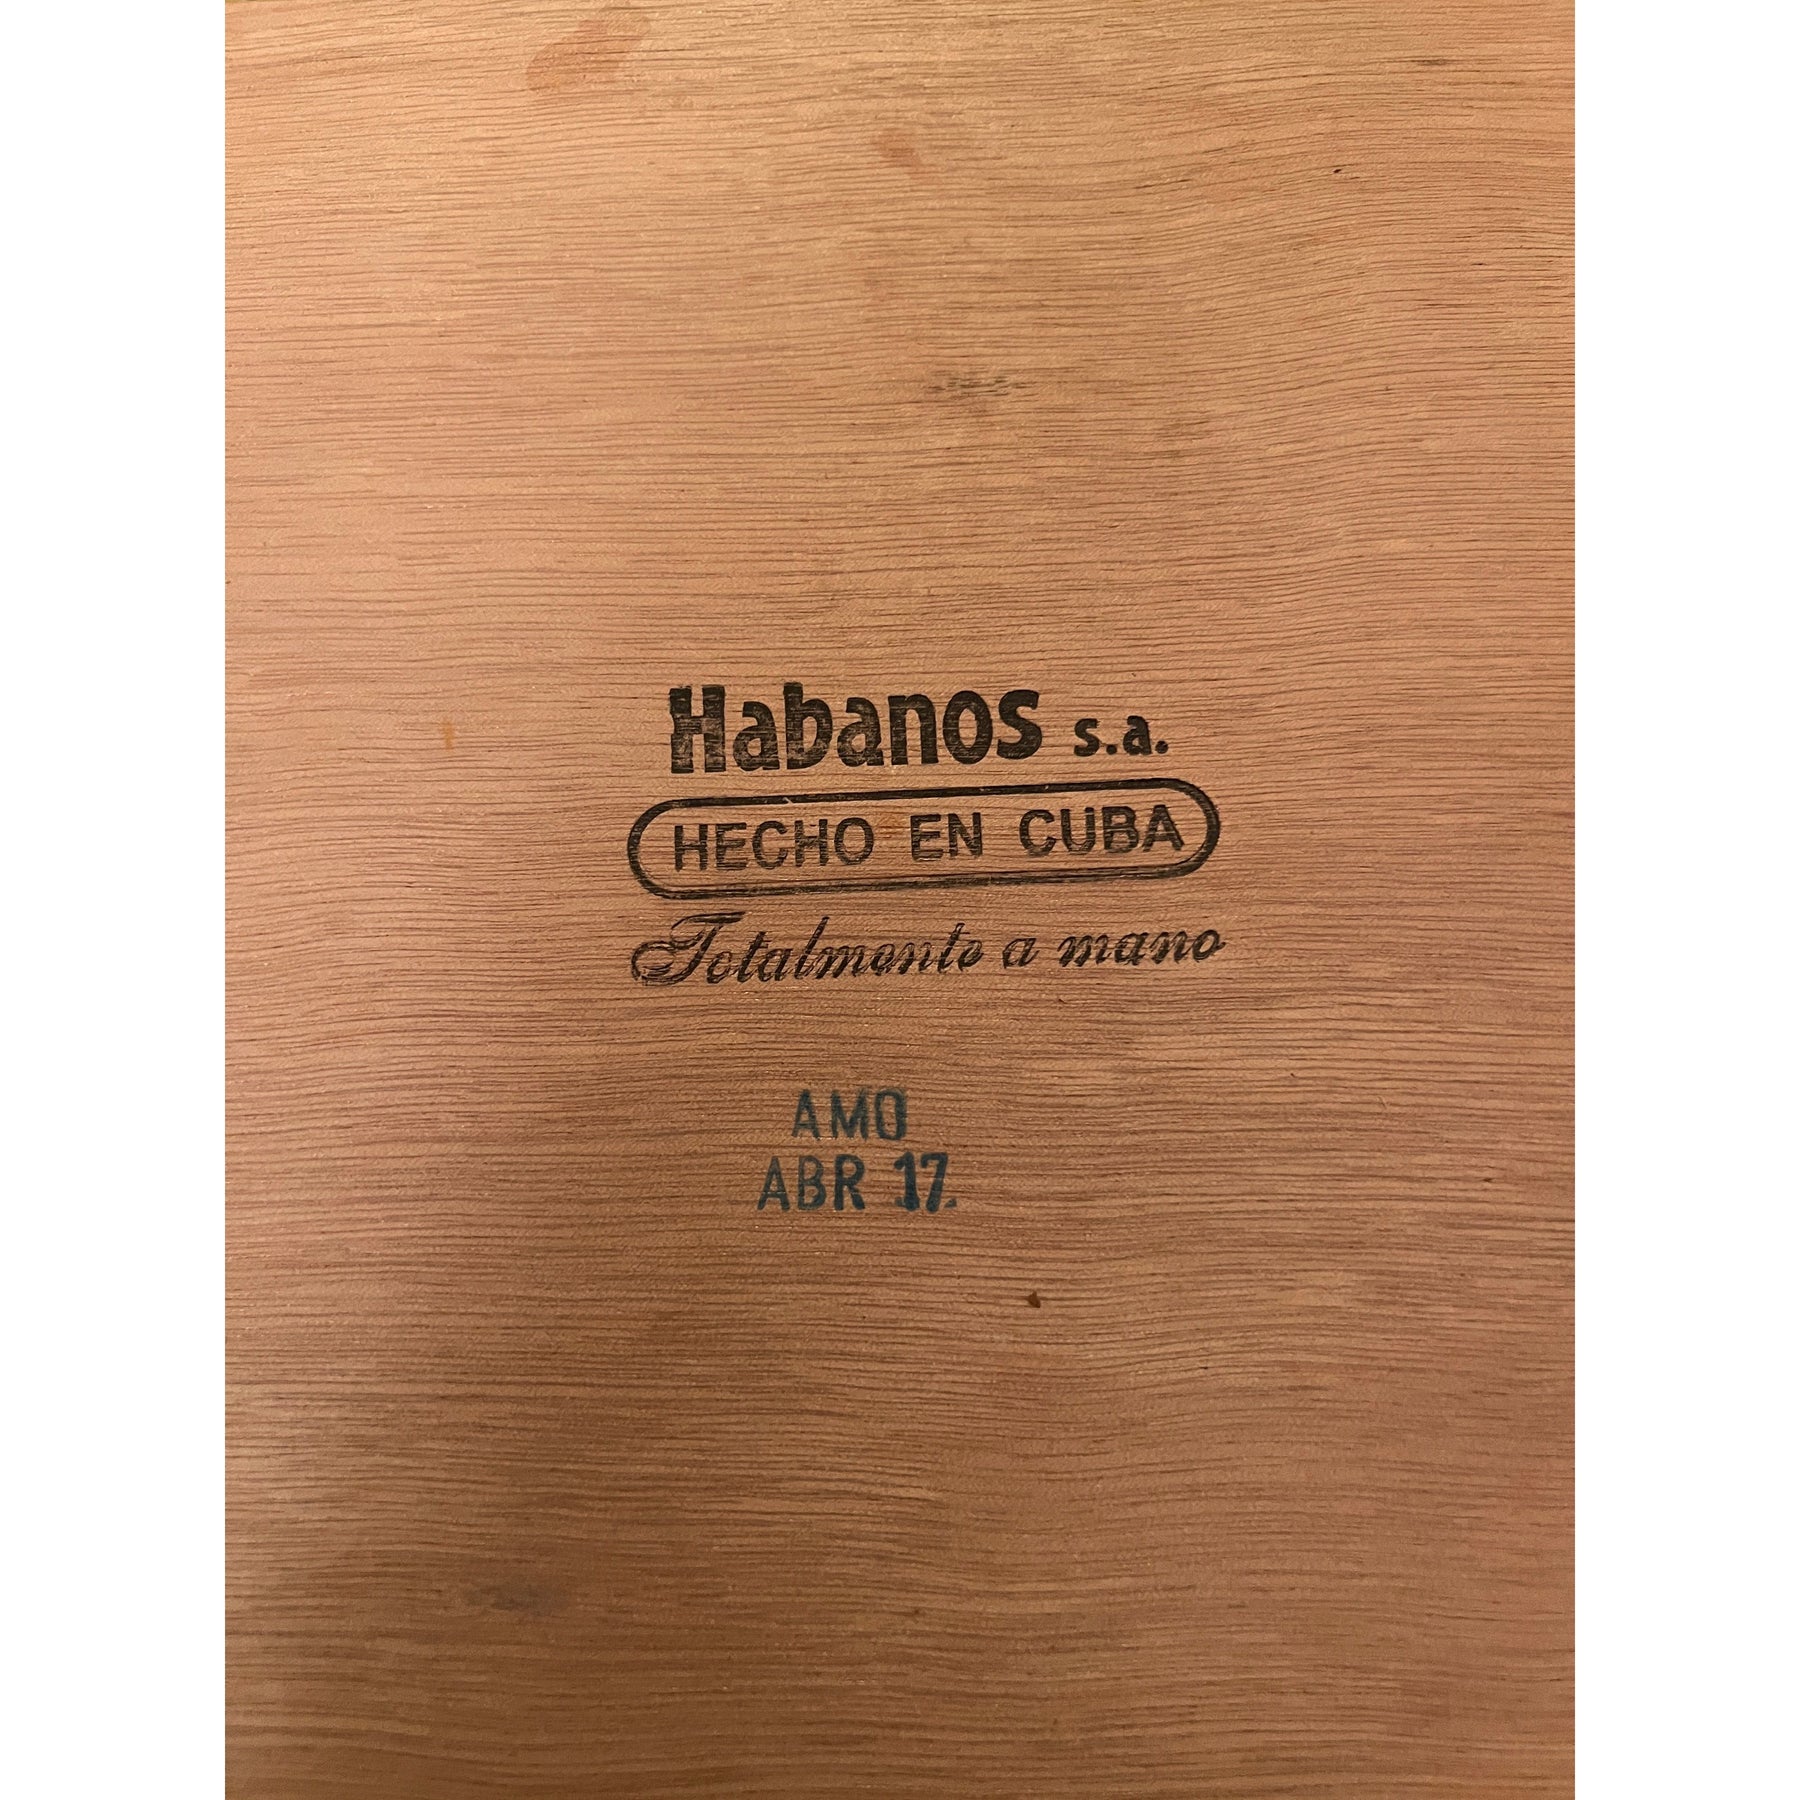 Habanos s.a.
HECHO EN CUBA
Totalmente a mano
AMO
ABR 17.